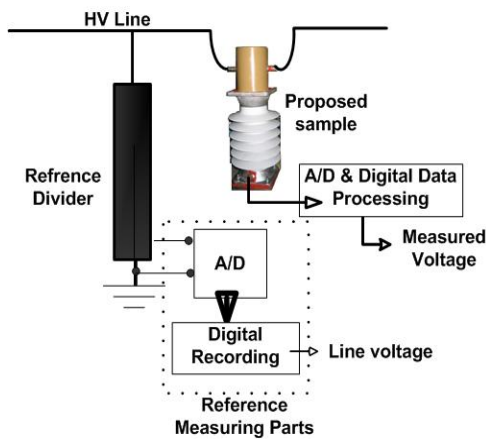 HV Line
Proposed
sample
Refrence
Divider
A/D & Digital Data
Processing
Measured
Voltage
A/D
Digital
Recording
Line voltage
Reference
Measuring Parts